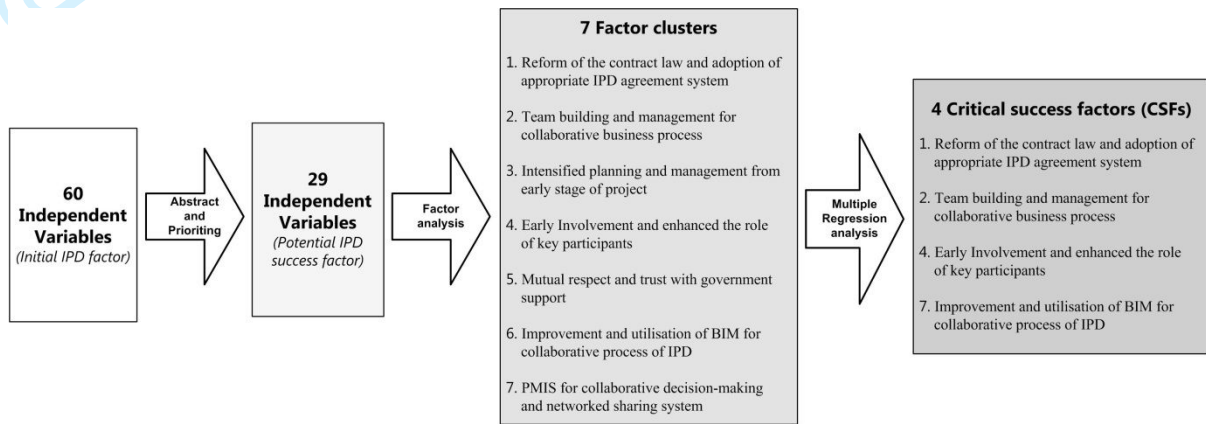 60
Independent
Variables
(Initial IPD factor)
Abstract
and
Prioriting
29
Independent
Variables
(Potential IPD
success factor)
Factor
analysis
7 Factor clusters
1. Reform of the contract law and adoption of
appropriate IPD agreement system
2. Team building and management for
collaborative business process
3. Intensified planning and management from
early stage of project
4. Early Involvement and enhanced the role
of key participants
5. Mutual respect and trust with government
support
6. Improvement and utilisation of BIM for
collaborative process of IPD
7. PMIS for collaborative decision-making
and networked sharing system
Multiple
Regression
analysis
4 Critical success factors (CSFs)
1. Reform of the contract law and adoption of
appropriate IPD agreement system
2. Team building and management for
collaborative business process
4. Early Involvement and enhanced the role
of key participants
7. Improvement and utilisation of BIM for
collaborative process of IPD